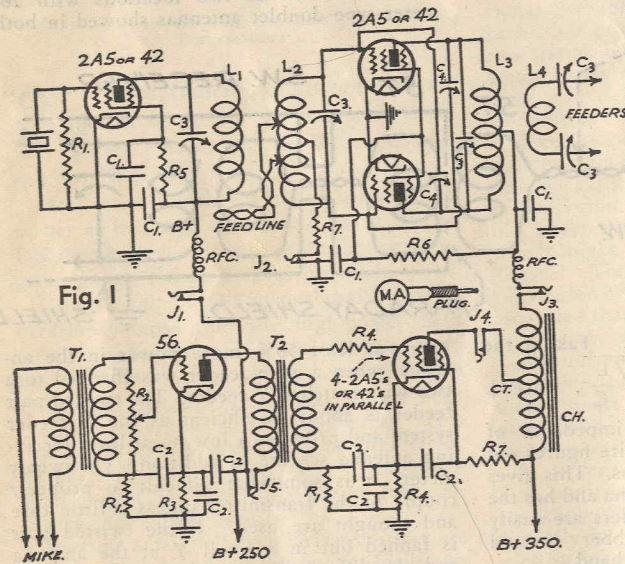 2A5 OR 42
2A5 OR 42
L1
L2
L3
L4
C3
FEEDERS
C3
C3
C3.
C4
C3
C4
R1.
C1.
R5
C1.
B+
FEEDLINE
R7.
J2.
C1.
R6
C1.
RFC.
RFC.
M.A
PLUG.
Fig. 1
J1.
J3.
T1.
56.
T2
R4.
J4.
4-2A5's
OR 42's
IN PARALLEL
CT.
CH.
R2.
C2
C2
R1.
R3
C2.
J5.
C2
R1
C2
R4.
C2.
R7.
MIKE.
B+250
B+350.